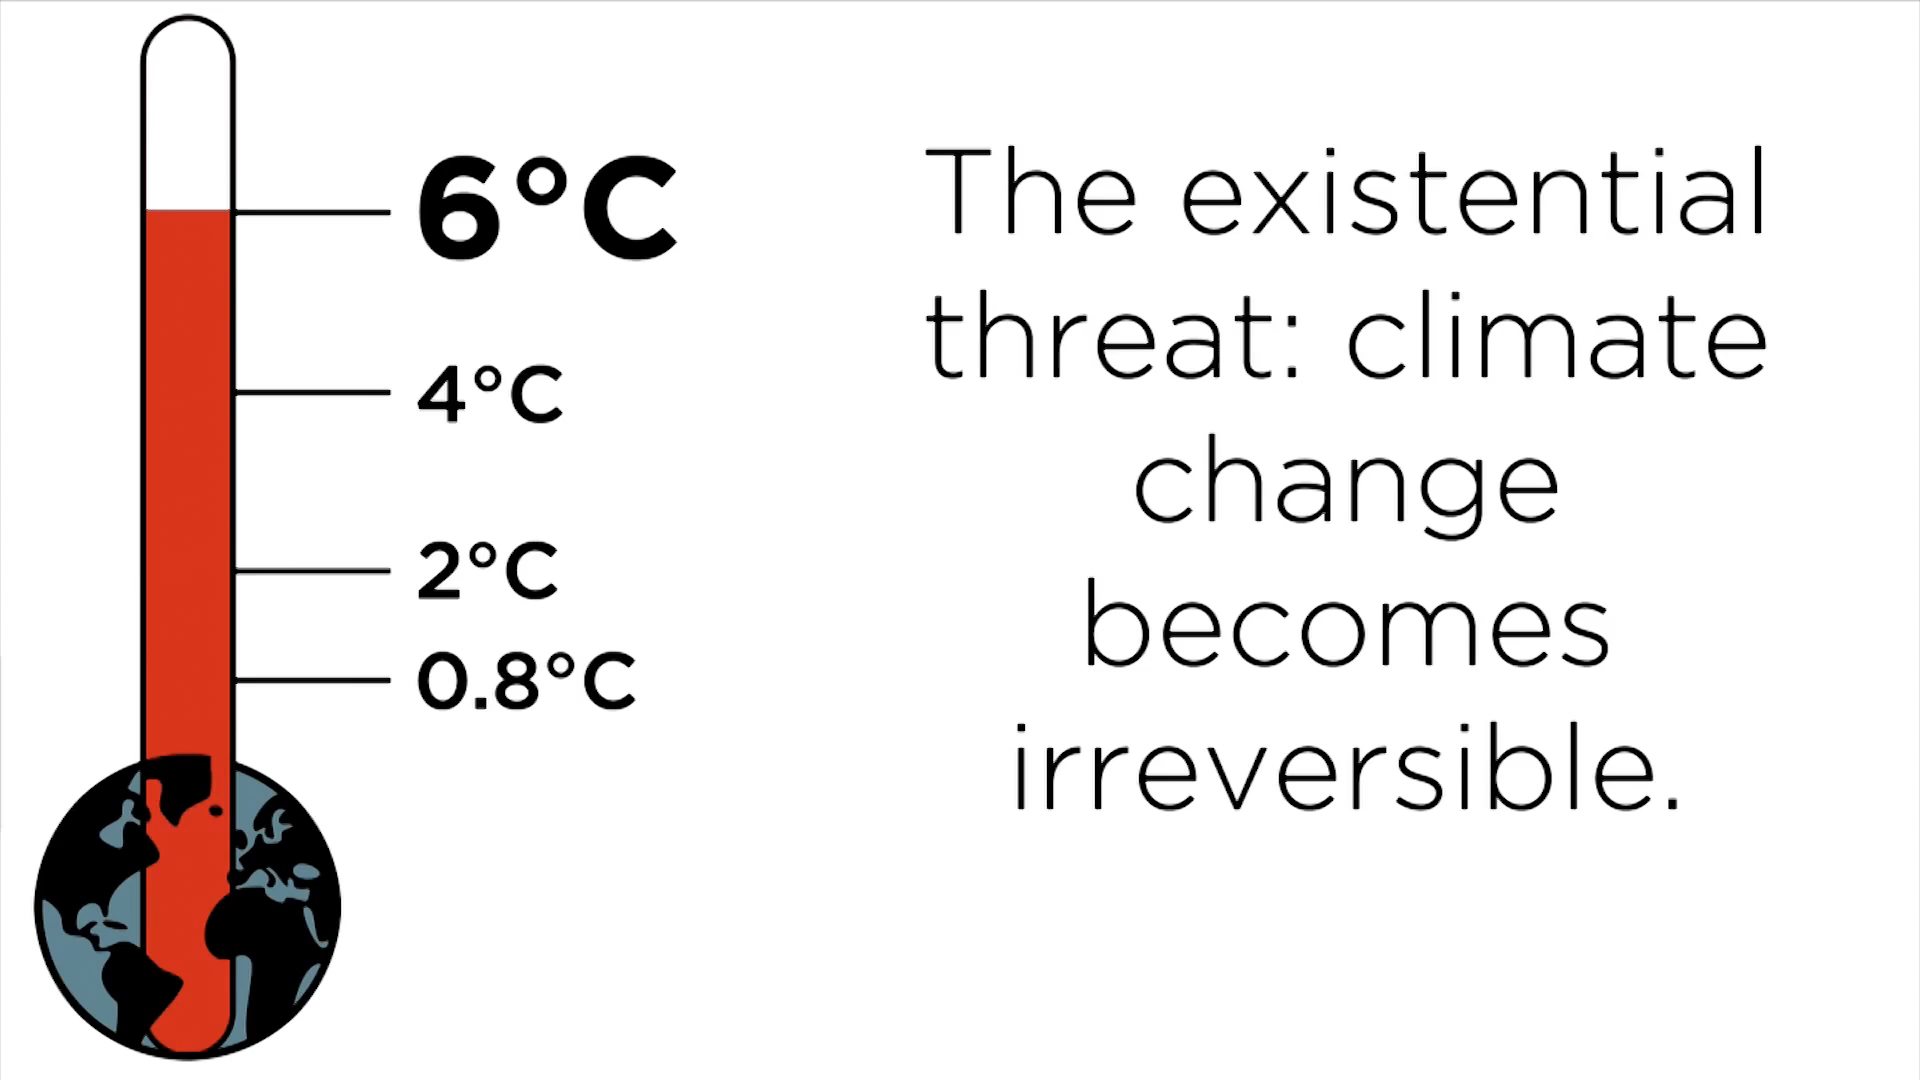 6°C
4°C
2°C
0.8°C
The existential
threat: climate
change
becomes
irreversible.